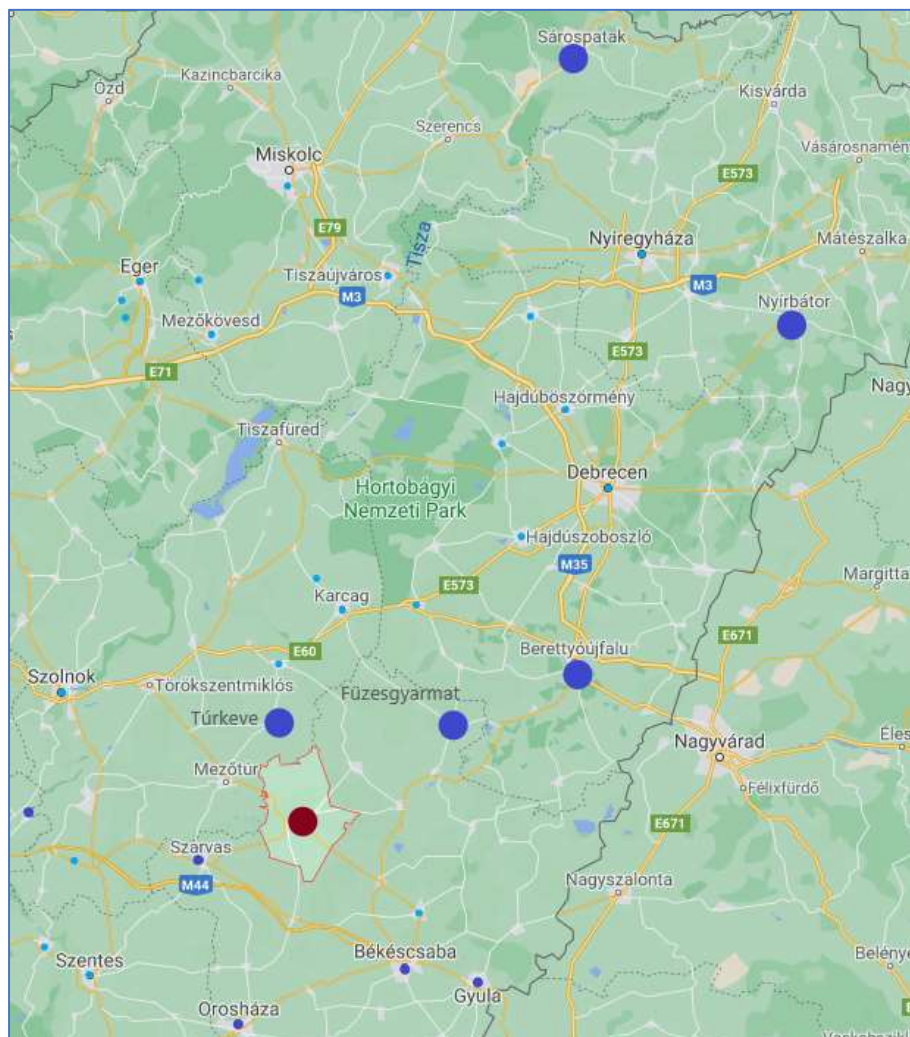 Sárospatak
Kazincbarcika
Ózd
Kisvárda
Szerencs
Vásárosnamény
Miskolc
E573
E79
Tisza
Nyíregyháza
Mátészalka
Eger
Tiszaújváros
M3
M3
Nyírbátor
Mezőkövesd
E573
E71
Nagy
Hajdúböszörmény
Tiszafüred
Debrecen
Hortobágyi
Nemzeti Park
Hajdúszoboszló
M35
E573
Margitta
Karcag
E671
E60
Berettyóújfalu
Szolnok
Törökszentmiklós
Füzesgyarmat
Túrkeve
Nagyvárad
Éles
Mezőtúr
Félixfürdő
E671
Szarvas
M44
Nagyszalonta
Békéscsaba
Belénye
Szentes
Gyula
Orosháza